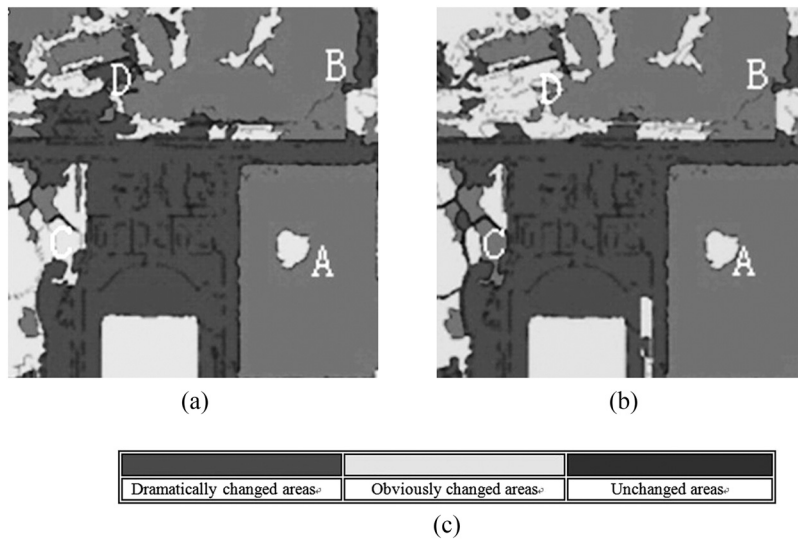 D
B
C
A
D
B
C
A
(a)
(b)
Dramatically changed areas↵
Obviously changed areas↵
Unchanged areas↵
(c)